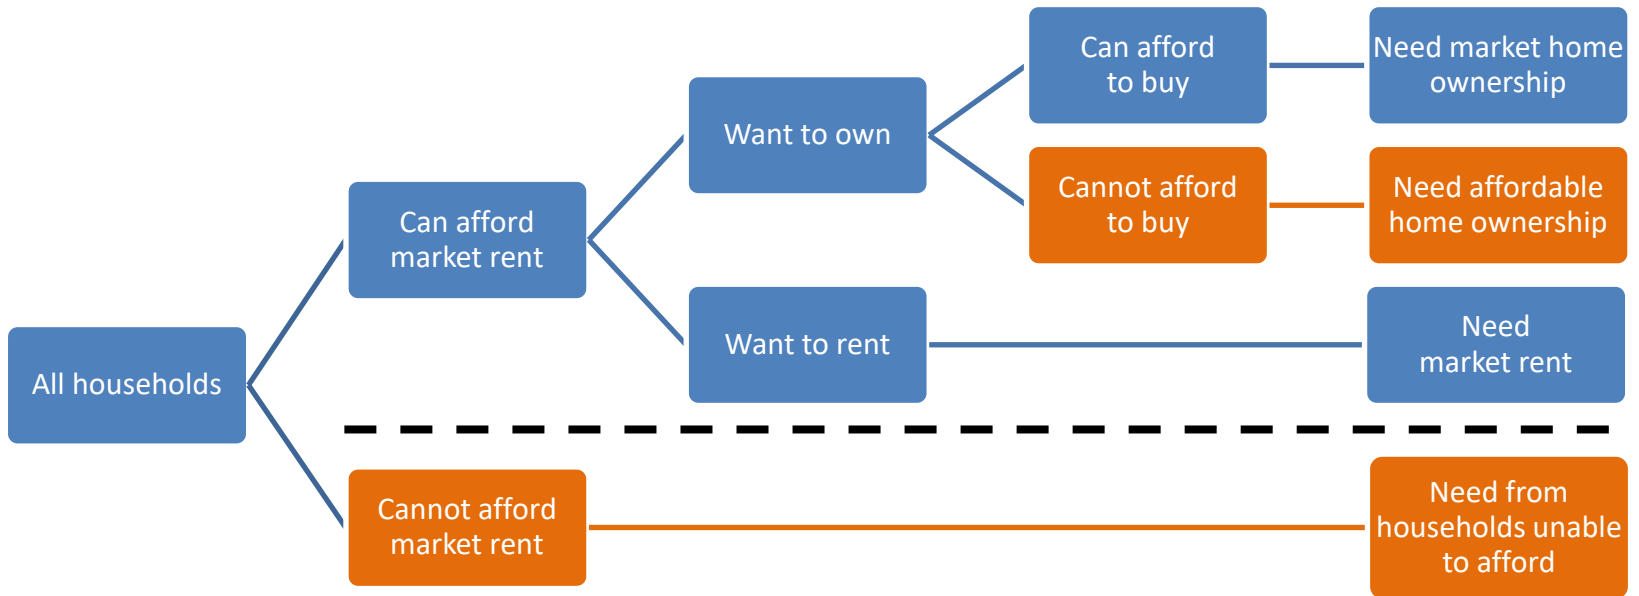 All households
Can afford
market rent
Want to own
Can afford
to buy
Need market home
ownership
Cannot afford
to buy
Need affordable
home ownership
Want to rent
Need
market rent
Cannot afford
market rent
Need from
households unable
to afford